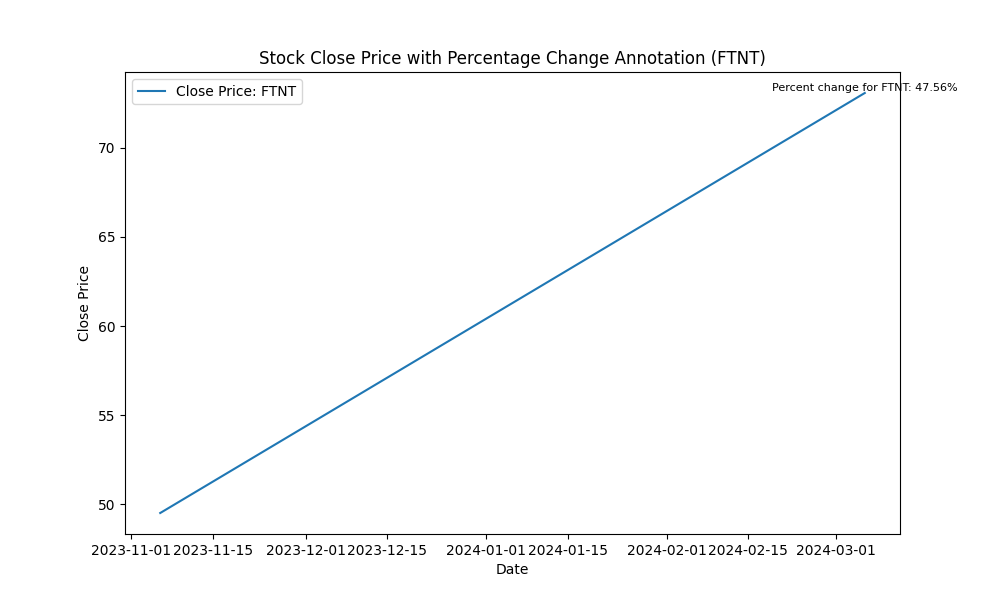 Stock Close Price with Percentage Change Annotation (FTNT)
Close Price: FTNT
Percent change for FTNT: 47.56%
70
65
60
55
50
Close Price
2023-11-01 2023-11-15 2023-12-01 2023-12-15 2024-01-01 2024-01-15 2024-02-01 2024-02-15 2024-03-01
Date